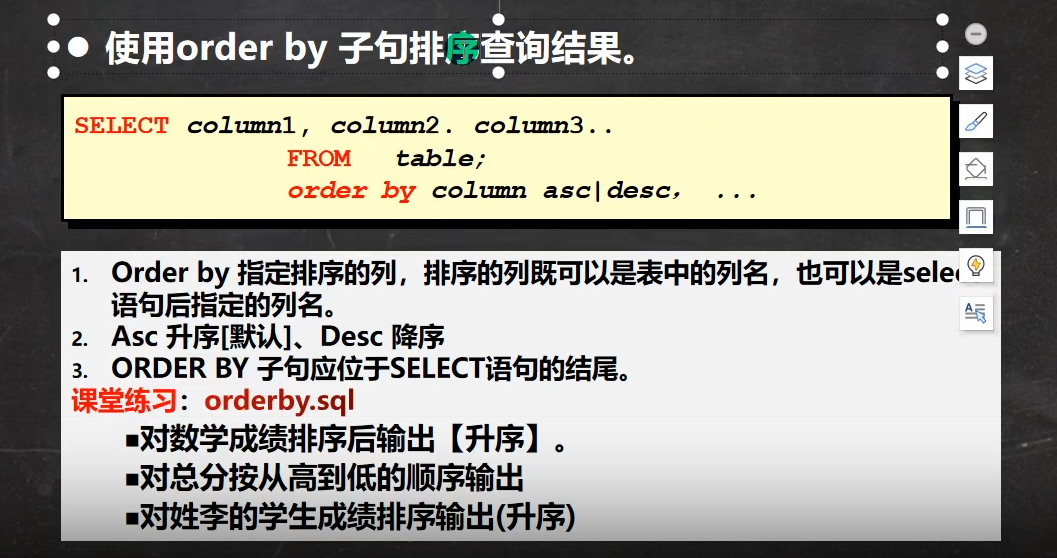 ● 使用order by 子句排序查询结果。
SELECT column1, column2. column3..
FROM table;
order by column asc|desc, ...
1. Order by 指定排序的列，排序的列既可以是表中的列名，也可以是selec
语句后指定的列名。
2. Asc 升序[默认]、Desc 降序
3. ORDER BY 子句应位于SELECT语句的结尾。
课堂练习：orderby.sql
■对数学成绩排序后输出【升序】。
■对总分按从高到低的顺序输出
■对姓李的学生成绩排序输出(升序)